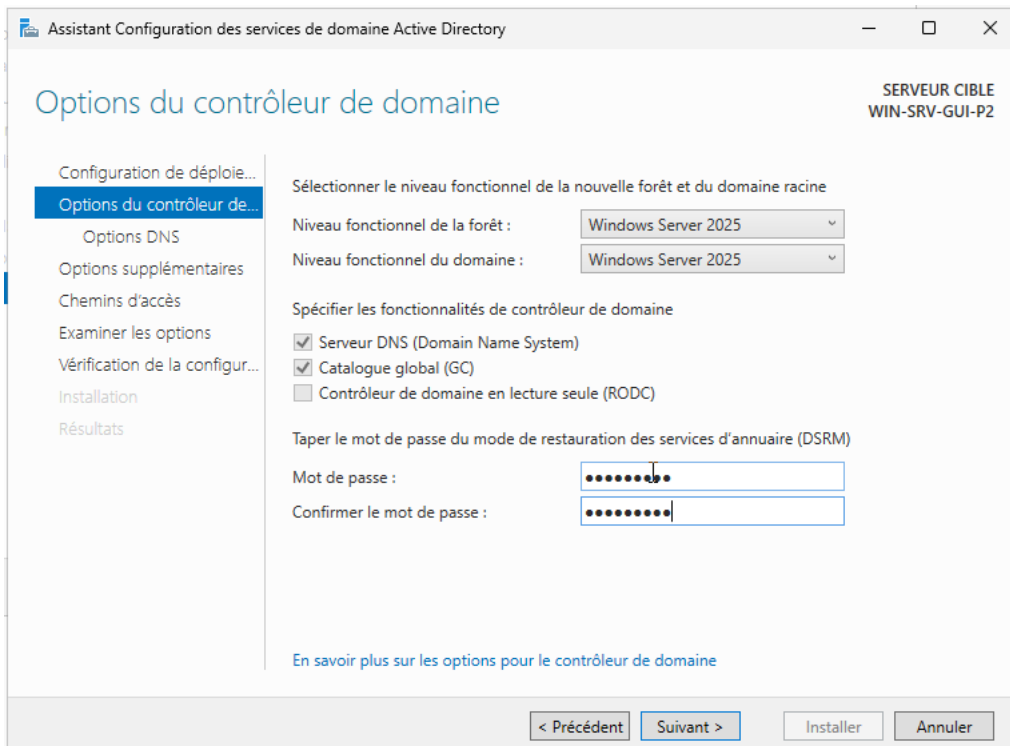 Assistant Configuration des services de domaine Active Directory
Options du contrôleur de domaine
SERVEUR CIBLE
WIN-SRV-GUI-P2
Configuration de déploie...
Options du contrôleur de...
Options DNS
Options supplémentaires
Chemins d'accès
Examiner les options
Vérification de la configur...
Installation
Résultats
Sélectionner le niveau fonctionnel de la nouvelle forêt et du domaine racine
Niveau fonctionnel de la forêt : Windows Server 2025
Niveau fonctionnel du domaine : Windows Server 2025
Spécifier les fonctionnalités de contrôleur de domaine
Serveur DNS (Domain Name System)
Catalogue global (GC)
Contrôleur de domaine en lecture seule (RODC)
Taper le mot de passe du mode de restauration des services d'annuaire (DSRM)
Mot de passe : •••••••••
Confirmer le mot de passe : •••••••••
En savoir plus sur les options pour le contrôleur de domaine
< Précédent Suivant > Installer Annuler